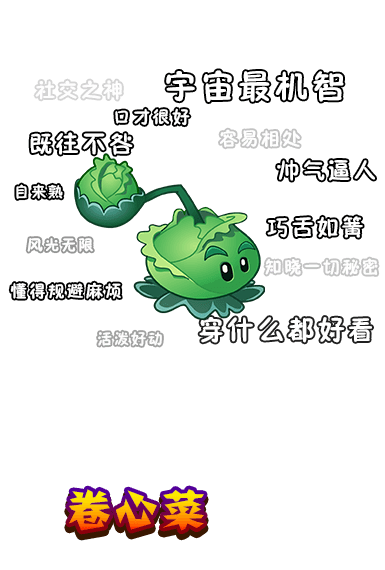 社交之神
宇宙最机智
口才很好
既往不咎
容易相处
帅气逼人
自来熟
巧舌如簧
风光无限
知晓一切秘密
懂得规避麻烦
穿什么都好看
活泼好动
卷心菜